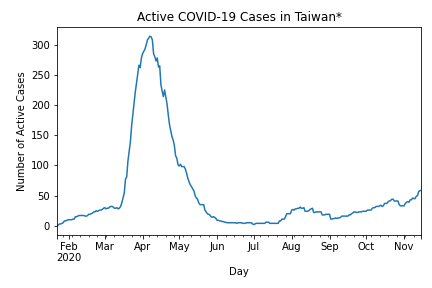 Active COVID-19 Cases in Taiwan*
Number of Active Cases
300
250
200
150
100
50
0
Feb Mar Apr May Jun Jul Aug Sep Oct Nov
2020
Day